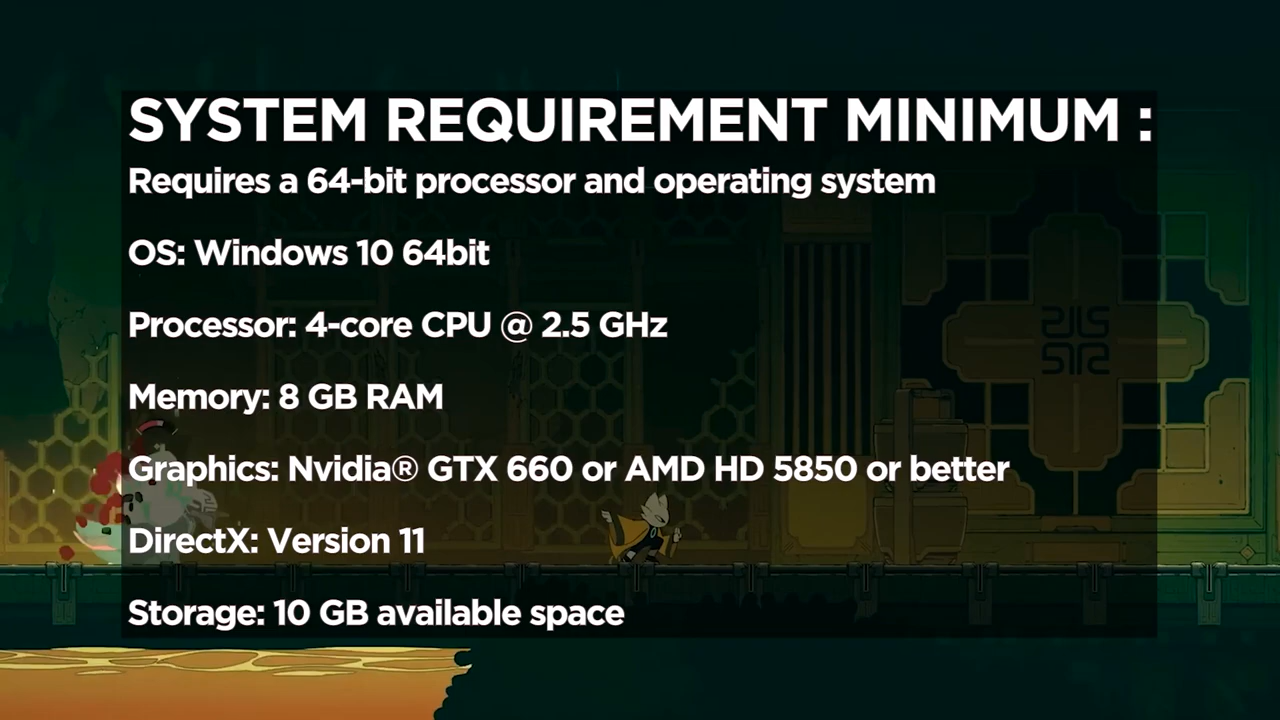 SYSTEM REQUIREMENT MINIMUM :
Requires a 64-bit processor and operating system
OS: Windows 10 64bit
Processor: 4-core CPU @ 2.5 GHz
Memory: 8 GB RAM
Graphics: Nvidia® GTX 660 or AMD HD 5850 or better
DirectX: Version 11
Storage: 10 GB available space